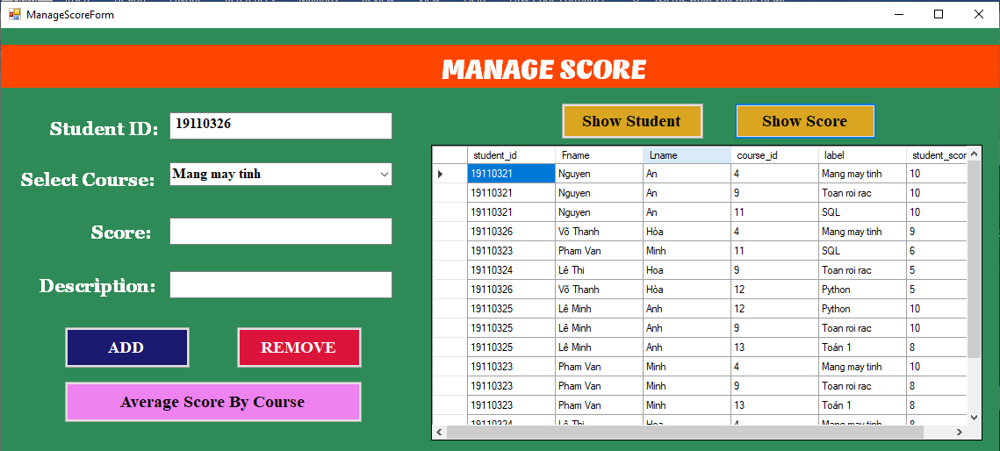 ManageScoreForm
MANAGE SCORE
Student ID: 19110326
Select Course: Mang may tinh
Score:
Description:
ADD REMOVE
Average Score By Course
Show Student Show Score
student_id Fname Lname course_id label student_scor
19110321 Nguyen An 4 Mang may tinh 10
19110321 Nguyen An 9 Toan roi rac 10
19110321 Nguyen An 11 SQL 10
19110326 Võ Thanh Hòa 4 Mang may tinh 9
19110323 Pham Van Minh 11 SQL 6
19110324 Lê Thi Hoa 9 Toan roi rac 5
19110326 Võ Thanh Hòa 12 Python 5
19110325 Lê Minh Anh 12 Python 10
19110325 Lê Minh Anh 9 Toan roi rac 10
19110325 Lê Minh Anh 13 Toán 1 8
19110323 Pham Van Minh 4 Mang may tinh 10
19110323 Pham Van Minh 9 Toan roi rac 8
19110323 Pham Van Minh 13 Toán 1 8
19110324 Lê Thi Hoa 4 Mang may tinh 8